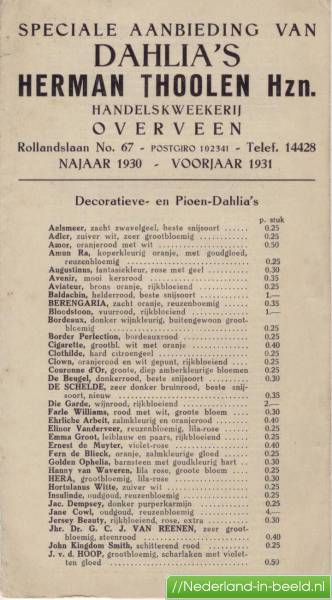 SPECIALE AANBIEDING VAN
DAHLIA'S
HERMAN THOOLEN Hzn.
HANDELSKWEEKERIJ
OVERVEEN
Rollandslaan No. 67 - POSTGIRO 102341 - Telef. 14428
NAJAAR 1930 - VOORJAAR 1931
Decoratieve- en Pioen-Dahlia's
p. stuk
Aalsmeer, zacht zwavelgeel, beste snijsoort ...... 0.25
Adler, zuiver wit, zeer grootbloemig ...... 0.25
Amor, oranjerood met wit ...... 0.50
Amun Ra, koperkleurig oranje, met goudgloed,
reuzenbloemig ...... 0.25
Augustinus, fantasiekleur, rose met geel ...... 0.30
Avenir, mooi kersrood ...... 0.35
Aviateur, brons oranje, rijkbloeiend ...... 0.25
Baldachin, helderrood, beste snijsoort ...... 1.—
BERENGARIA, zacht oranje, reuzenbloemig ...... 0.35
Bloodstoon, vuurrood, rijkbloeiend ...... 1.—
Bordeaux, donker wijnkleurig, buitengewoon groot-
bloemig ...... 0.25
Border Perfection, bordeauxrood ...... 0.25
Cigarette, grootbl. wit met oranje ...... 0.40
Clothilde, hard citroengeel ...... 0.25
Clown, oranjerood en wit gepunt, rijkbloeiend ...... 0.25
Couronne d'Or, groote, diep amberkleurige bloemen 0.25
De Beugel, donkerrood, beste snijsoort ...... 0.30
DE SCHELDE, zeer donker bruinrood, beste snij-
soort, nieuw ...... 0.35
Die Garde, wijnrood, rijkbloeiend ...... 2.—
Farle Williams, rood met wit, groote bloem ...... 0.30
Ehrliche Arbeit, zalmkleurig en oranjerood ...... 0.40
Elinor Vanderveer, reuzenbloemig, lila-rose ...... 0.25
Emma Groot, leiblauw en paars, rijkbloeiend ...... 0.25
Ernest de Muyter, violet-rose ...... 0.40
Fern de Blieck, oranje, zalmkleurige gloed ...... 0.25
Golden Ophelia, barnsteen met goudkleurig hart .. 0.30
Hanny van Waveren, lila rose, groote bloem ...... 0.25
HERA, grootbloemig, lila-rose ...... 0.30
Hortulanus Witte, zuiver wit ...... 0.25
Insulinde, oudgoud, reuzenbloemig ...... 0.25
Jac. Dempsey, donker purperkarmijn ...... 0.25
Jane Cowl, oudgoud, reuzenbloemig ...... 4.—
Jersey Beauty, rijkbloeiend, rose, extra ...... 0.30
Jhr. Dr. G. C. J. VAN REENEN, zeer groot-
bloemig, steenrood ...... 0.40
John Kingdom Smith, schitterend rood ...... 0.25
J. v. d. HOOP, grootbloemig, scharlaken met violet-
ten gloed ...... 0.50
//Nederland-in-beeld.nl